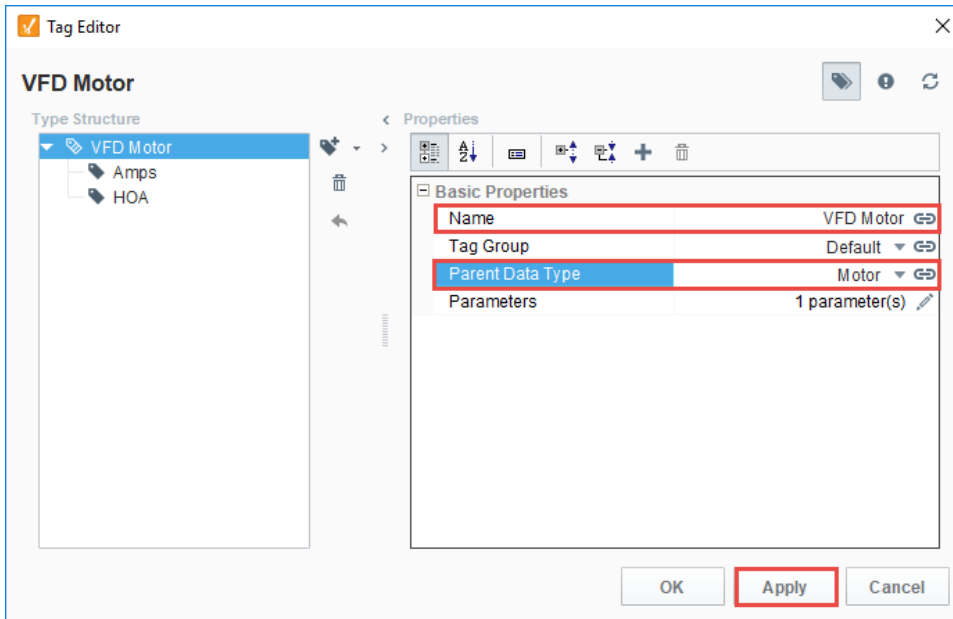 Tag Editor
VFD Motor
Type Structure
VFD Motor
Amps
HOA
Properties
Basic Properties
Name VFD Motor
Tag Group Default
Parent Data Type Motor
Parameters 1 parameter(s)
OK Apply Cancel